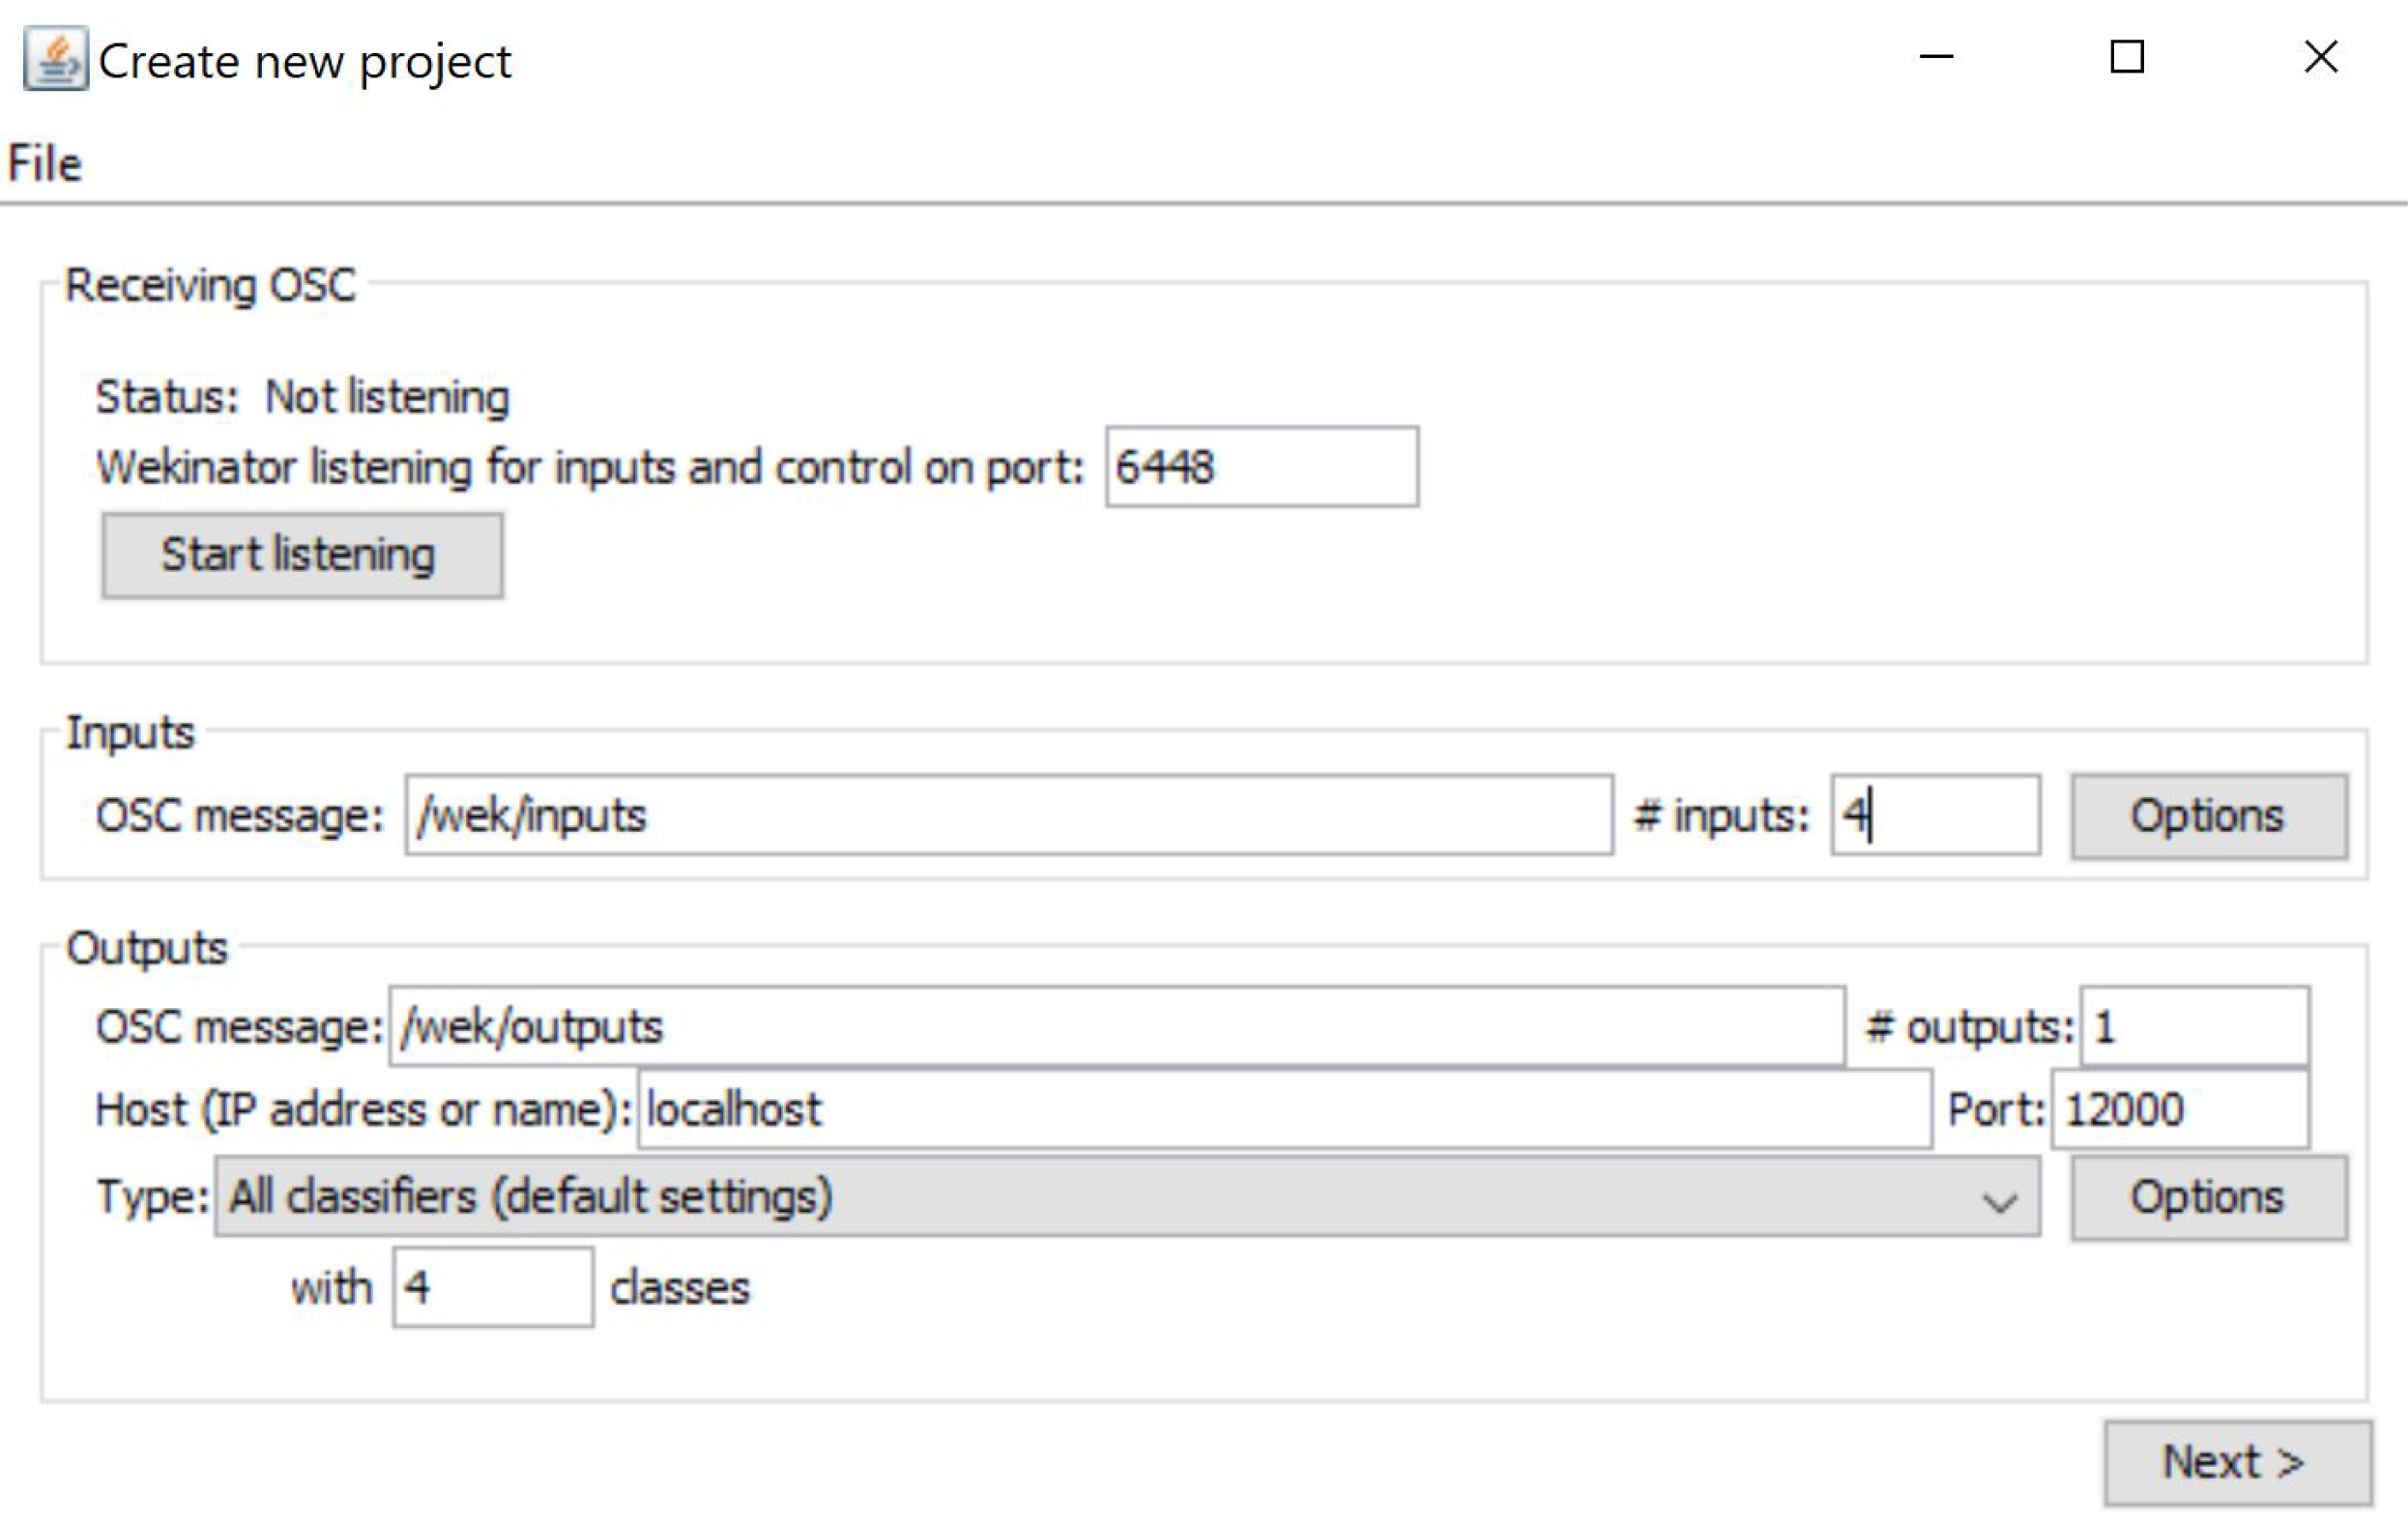 Create new project
File
Receiving OSC
Status: Not listening
Wekinator listening for inputs and control on port: 6448
Start listening
Inputs
OSC message: /wek/inputs # inputs: 4 Options
Outputs
OSC message: /wek/outputs # outputs: 1
Host (IP address or name): localhost Port: 12000
Type: All classifiers (default settings) Options
with 4 classes
Next >